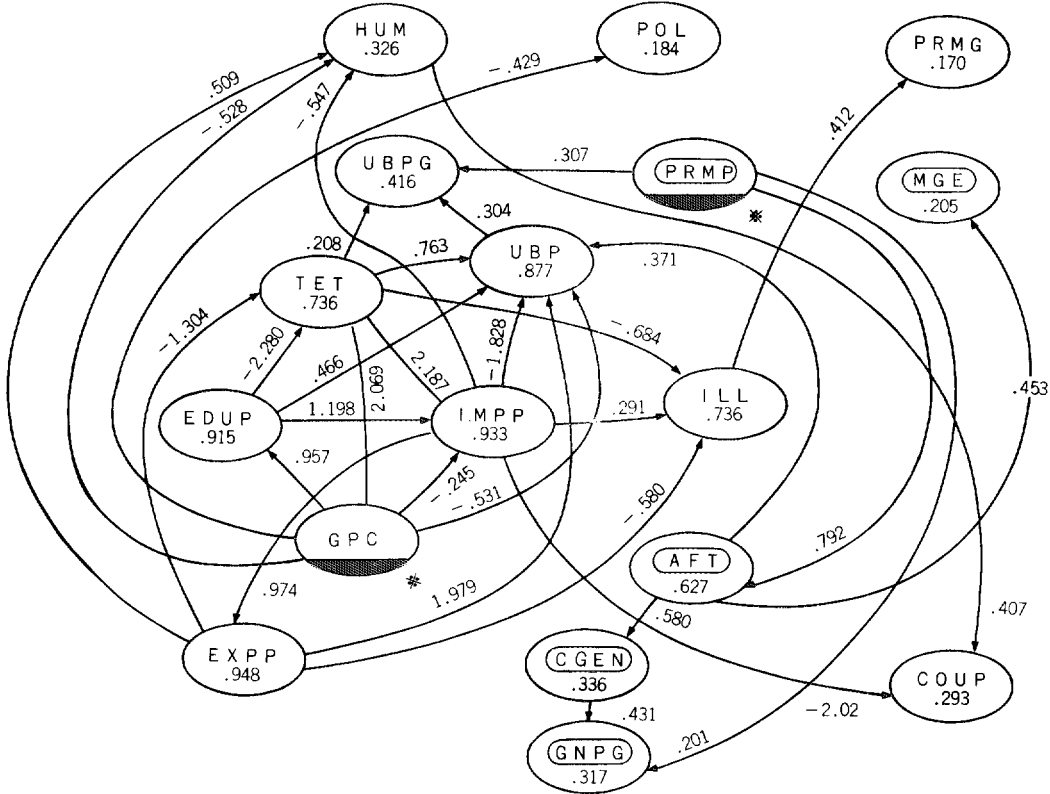 HUM
.326
POL
.184
PRMG
.170
.509
-.528
-.547
-.429
.412
UBPG
.416
.307
PRMP
※
MGE
.205
.304
.208
.763
UBP
.877
.371
TET
.736
-1.304
-2.280
.466
2.069
2.187
-1.828
-.684
ILL
.736
.453
EDUP
.915
1.198
IMPP
.933
.291
.957
-.245
-.531
-.580
GPC
※
.792
AFT
.627
.974
1.979
.580
.407
EXPP
.948
CGEN
.336
COUP
.293
-2.02
.431
.201
GNPG
.317